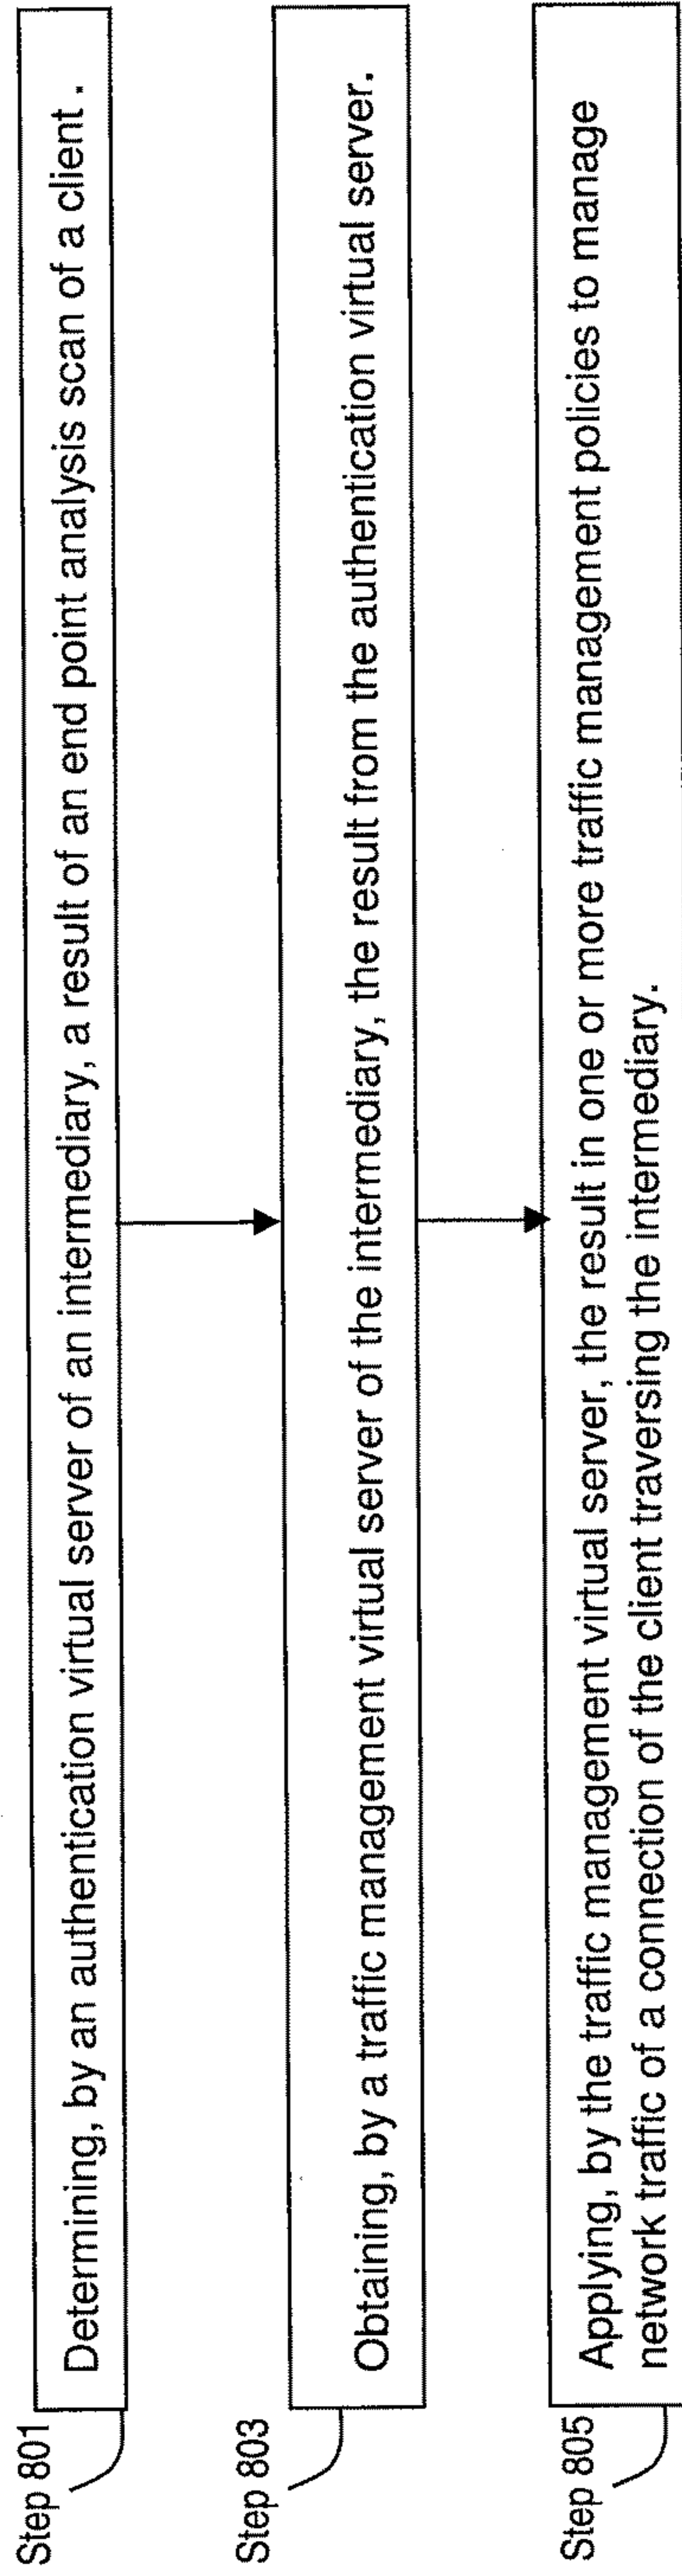 Step 801
Determining, by an authentication virtual server of an intermediary, a result of an end point analysis scan of a client .
Step 803
Obtaining, by a traffic management virtual server of the intermediary, the result from the authentication virtual server.
Step 805
Applying, by the traffic management virtual server, the result in one or more traffic management policies to manage
network traffic of a connection of the client traversing the intermediary.